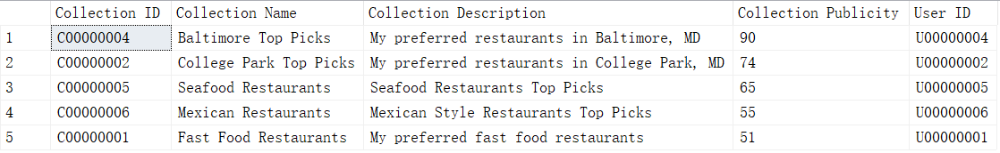 Collection ID Collection Name Collection Description Collection Publicity User ID
1 C00000004 Baltimore Top Picks My preferred restaurants in Baltimore, MD 90 U00000004
2 C00000002 College Park Top Picks My preferred restaurants in College Park, MD 74 U00000002
3 C00000005 Seafood Restaurants Seafood Restaurants Top Picks 65 U00000005
4 C00000006 Mexican Restaurants Mexican Style Restaurants Top Picks 55 U00000006
5 C00000001 Fast Food Restaurants My preferred fast food restaurants 51 U00000001